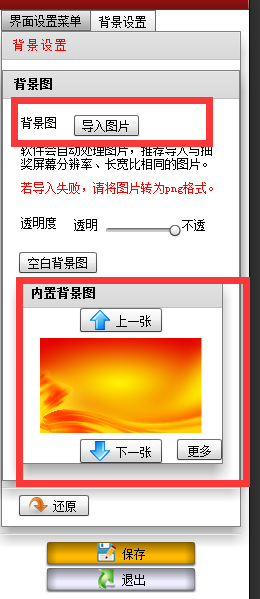 界面设置菜单 背景设置
背景设置
背景图
背景图 导入图片
软件会自动处理图片，推荐导入与抽
奖屏幕分辨率、长宽比相同的图片。
若导入失败，请将图片转为png格式。
透明度 透明 不透
空白背景图
内置背景图
上一张
下一张 更多
还原
保存
退出